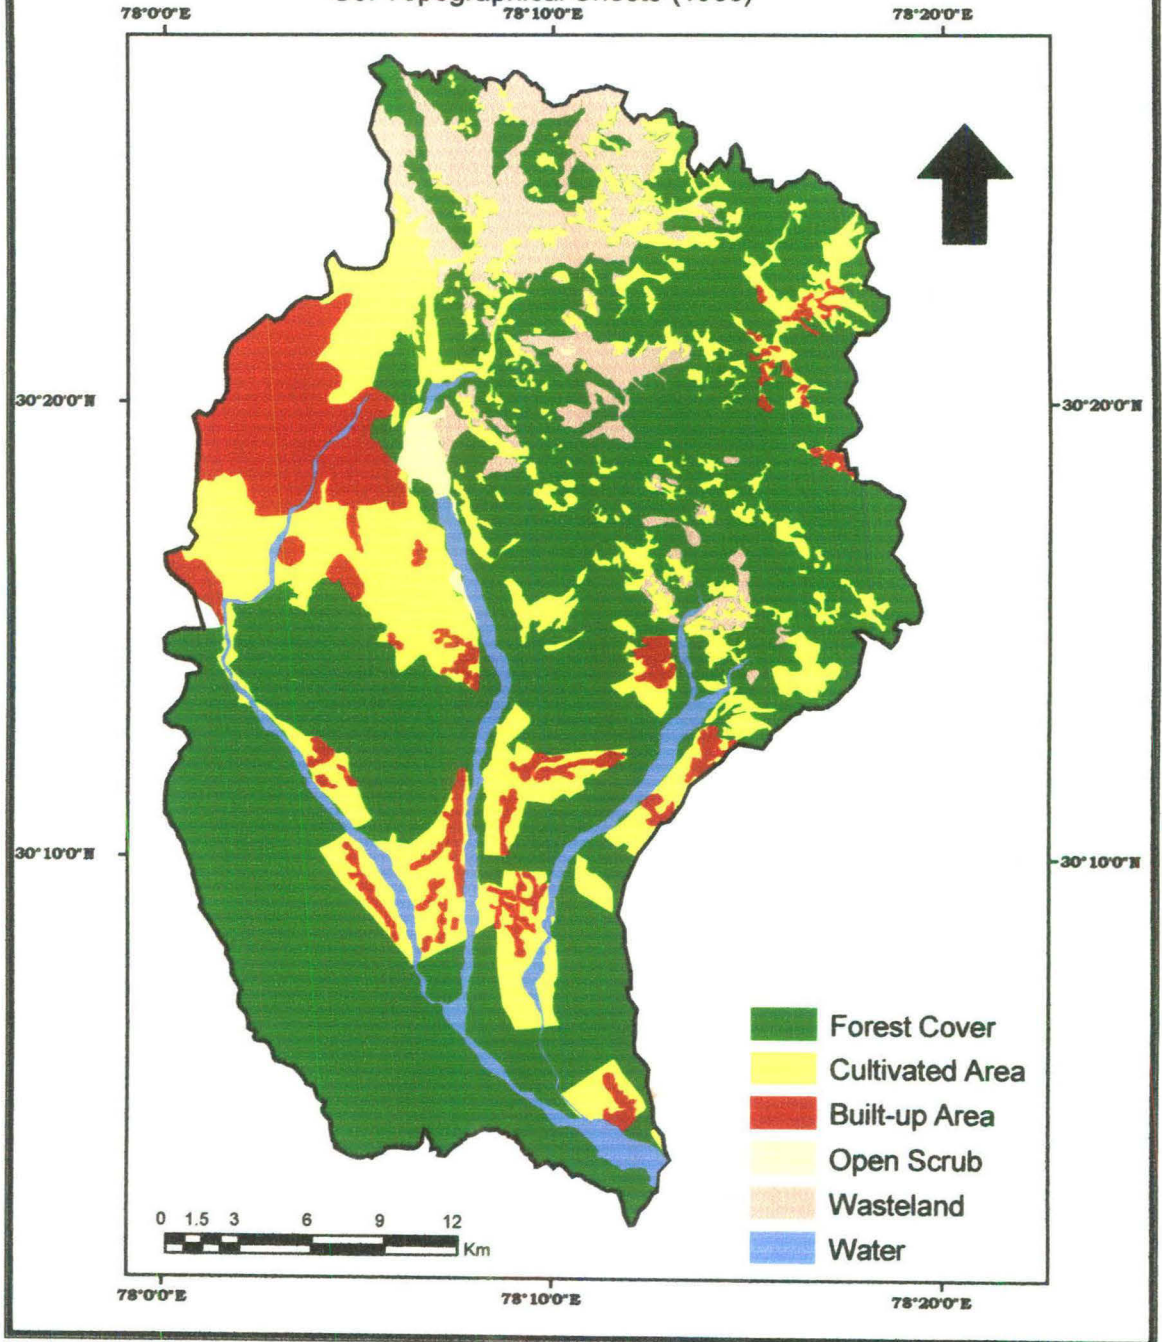 78°0'0"E 78°10'0"E 78°20'0"E
30°20'0"N 30°20'0"N
30°10'0"N 30°10'0"N
Forest Cover
Cultivated Area
Built-up Area
Open Scrub
Wasteland
Water
0 1.5 3 6 9 12
Km
78°0'0"E 78°10'0"E 78°20'0"E